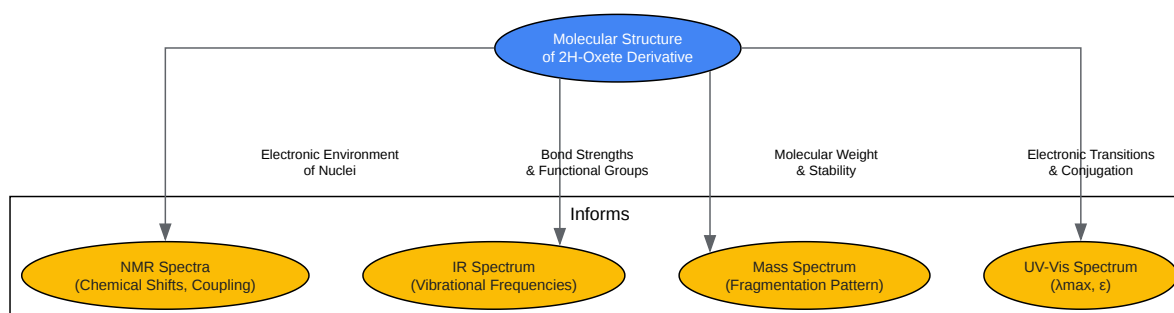 Molecular Structure
of 2H-Oxete Derivative
Electronic Environment
of Nuclei
Bond Strengths
& Functional Groups
Molecular Weight
& Stability
Electronic Transitions
& Conjugation
Informs
NMR Spectra
(Chemical Shifts, Coupling)
IR Spectrum
(Vibrational Frequencies)
Mass Spectrum
(Fragmentation Pattern)
UV-Vis Spectrum
(λmax, ε)